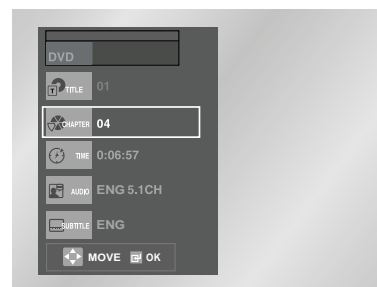 DVD
T TITLE 01
CHAPTER 04
TIME 0:06:57
AUDIO ENG 5.1CH
SUBTITLE ENG
MOVE OK